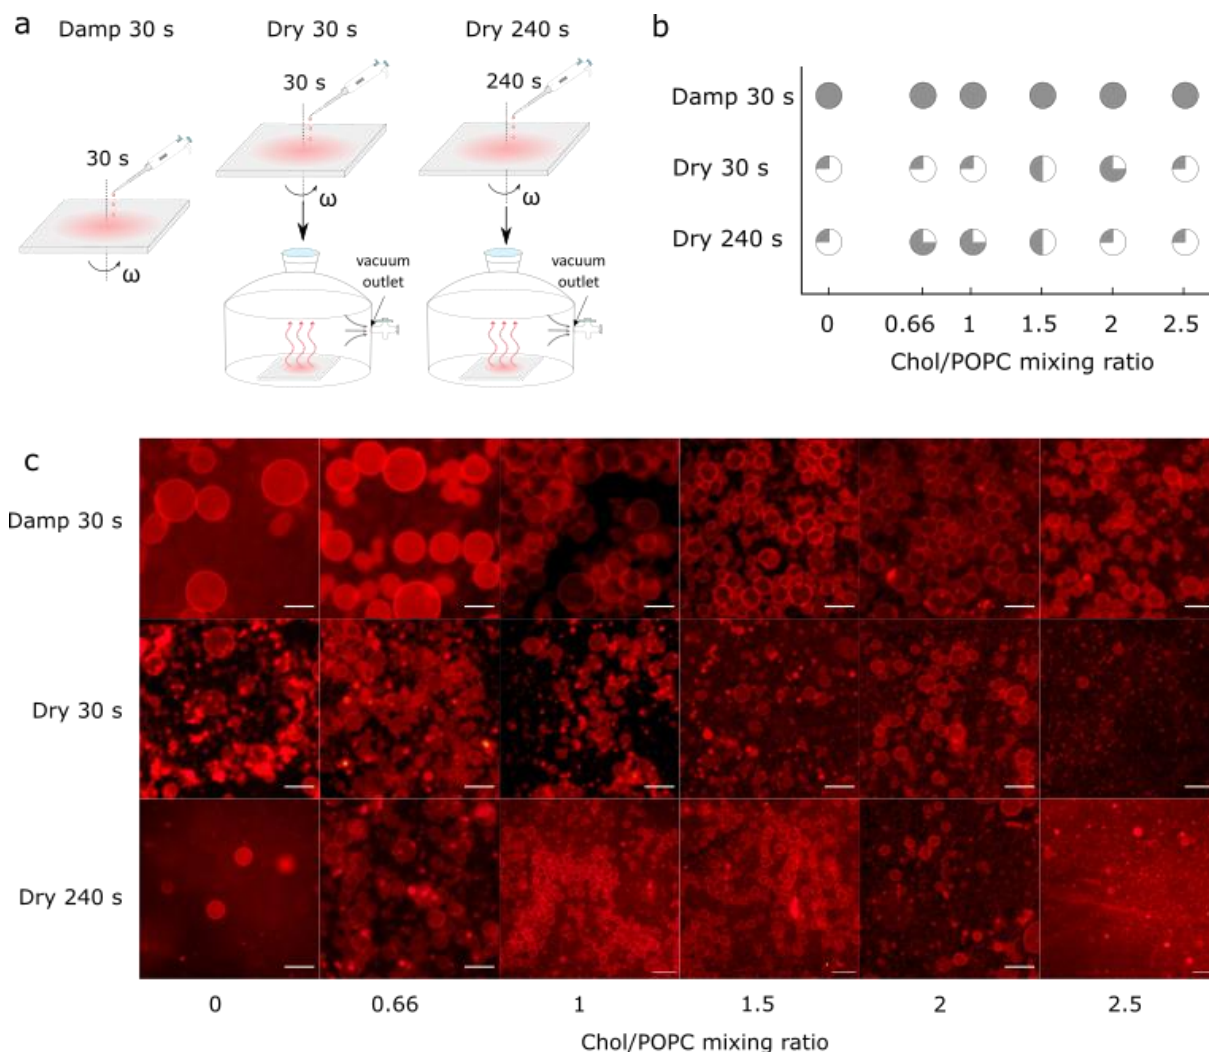 a
Damp 30 s
Dry 30 s
Dry 240 s
30 s
30 s
240 s
ω
ω
ω
vacuum
outlet
vacuum
outlet
b
Damp 30 s
Dry 30 s
Dry 240 s
0 0.66 1 1.5 2 2.5
Chol/POPC mixing ratio
c
Damp 30 s
Dry 30 s
Dry 240 s
0 0.66 1 1.5 2 2.5
Chol/POPC mixing ratio